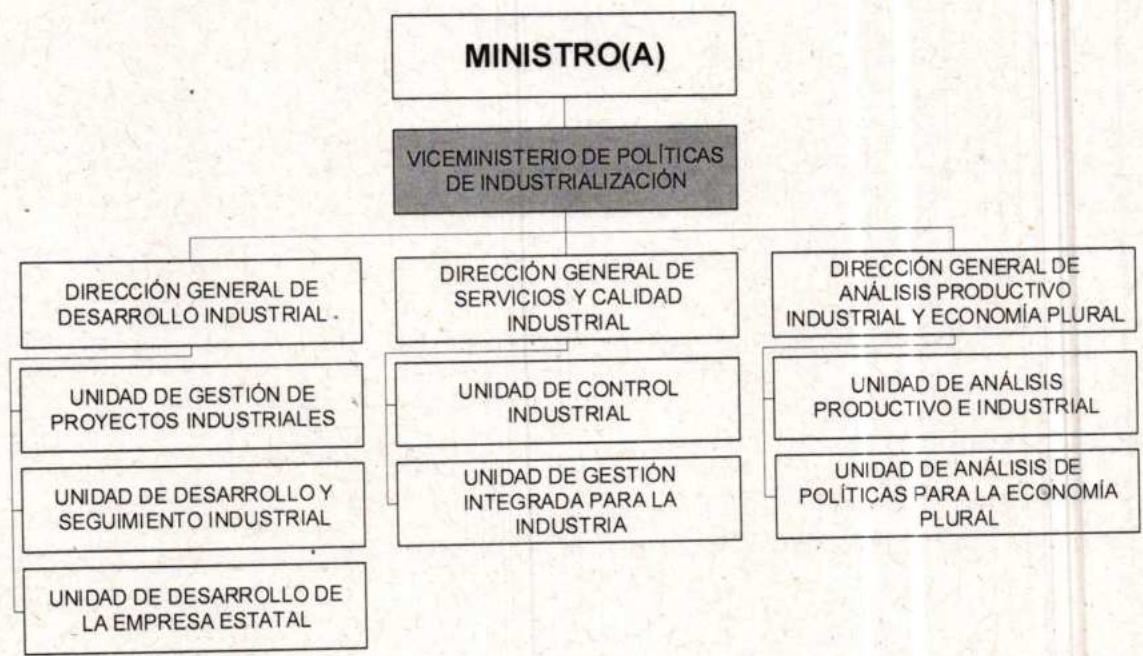 MINISTRO(A)
VICEMINISTERIO DE POLÍTICAS
DE INDUSTRIALIZACIÓN
DIRECCIÓN GENERAL DE
DESARROLLO INDUSTRIAL
UNIDAD DE GESTIÓN DE
PROYECTOS INDUSTRIALES
UNIDAD DE DESARROLLO Y
SEGUIMIENTO INDUSTRIAL
UNIDAD DE DESARROLLO DE
LA EMPRESA ESTATAL
DIRECCIÓN GENERAL DE
SERVICIOS Y CALIDAD
INDUSTRIAL
UNIDAD DE CONTROL
INDUSTRIAL
UNIDAD DE GESTIÓN
INTEGRADA PARA LA
INDUSTRIA
DIRECCIÓN GENERAL DE
ANÁLISIS PRODUCTIVO
INDUSTRIAL Y ECONOMÍA PLURAL
UNIDAD DE ANÁLISIS
PRODUCTIVO E INDUSTRIAL
UNIDAD DE ANÁLISIS DE
POLÍTICAS PARA LA ECONOMÍA
PLURAL